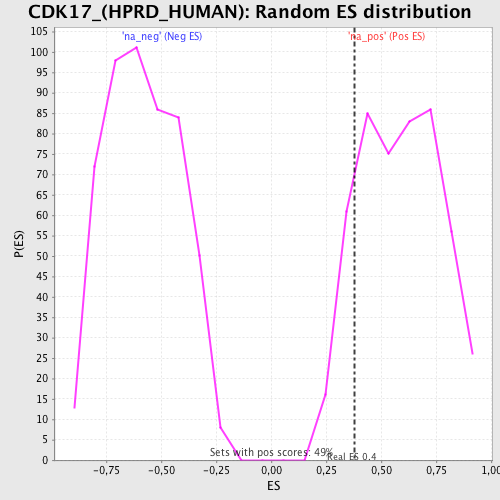 CDK17_(HPRD_HUMAN): Random ES distribution
'na_neg' (Neg ES)
'na_pos' (Pos ES)
105
100
95
90
85
80
75
70
65
60
55
50
45
40
35
30
25
20
15
10
5
0
P(ES)
Sets with pos scores: 49%
Real ES 0.4
-0,75 -0,50 -0,25 0,00 0,25 0,50 0,75 1,00
ES